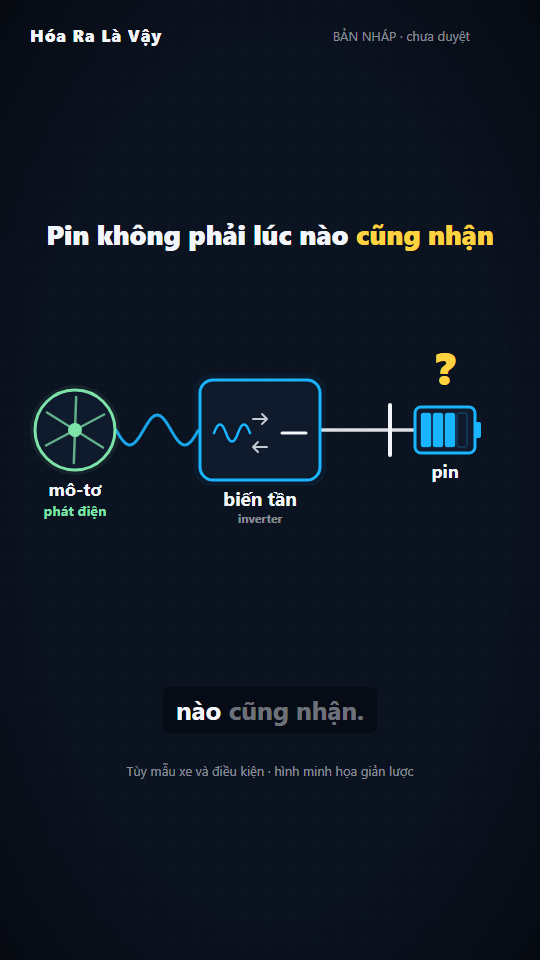 Hóa Ra Là Vậy
BẢN NHÁP · chưa duyệt
Pin không phải lúc nào cũng nhận
?
mô-tơ
phát điện
biến tần
inverter
pin
nào cũng nhận.
Tùy mẫu xe và điều kiện · hình minh họa giản lược